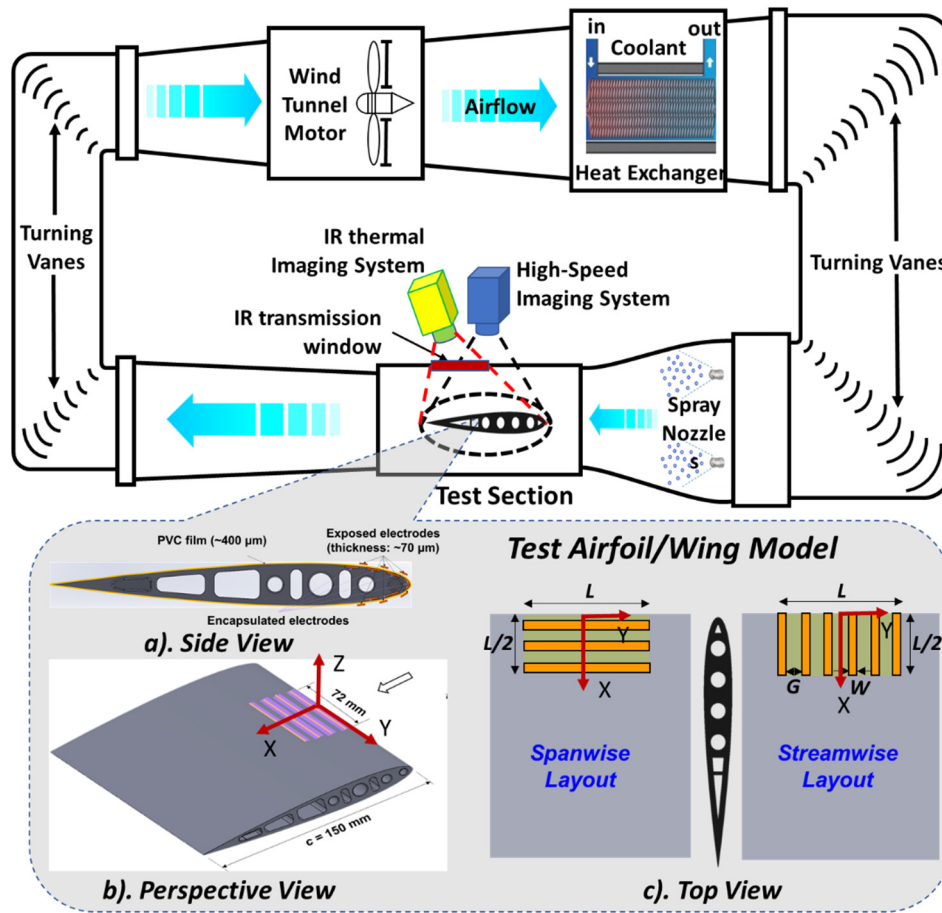 in
out
Coolant
Wind
Tunnel
Motor
Airflow
Heat Exchanger
Turning
Vanes
IR thermal
Imaging System
High-Speed
Imaging System
Turning
Vanes
IR transmission
window
Spray
Nozzle
s
Test Section
PVC film (~400 μm)
Exposed electrodes
(thickness: ~70 μm)
Encapsulated electrodes
a). Side View
Z
72 mm
X
Y
c = 150 mm
b). Perspective View
Test Airfoil/Wing Model
L
Y
L/2
X
Spanwise
Layout
L
Y
L/2
G
W
X
Streamwise
Layout
c). Top View